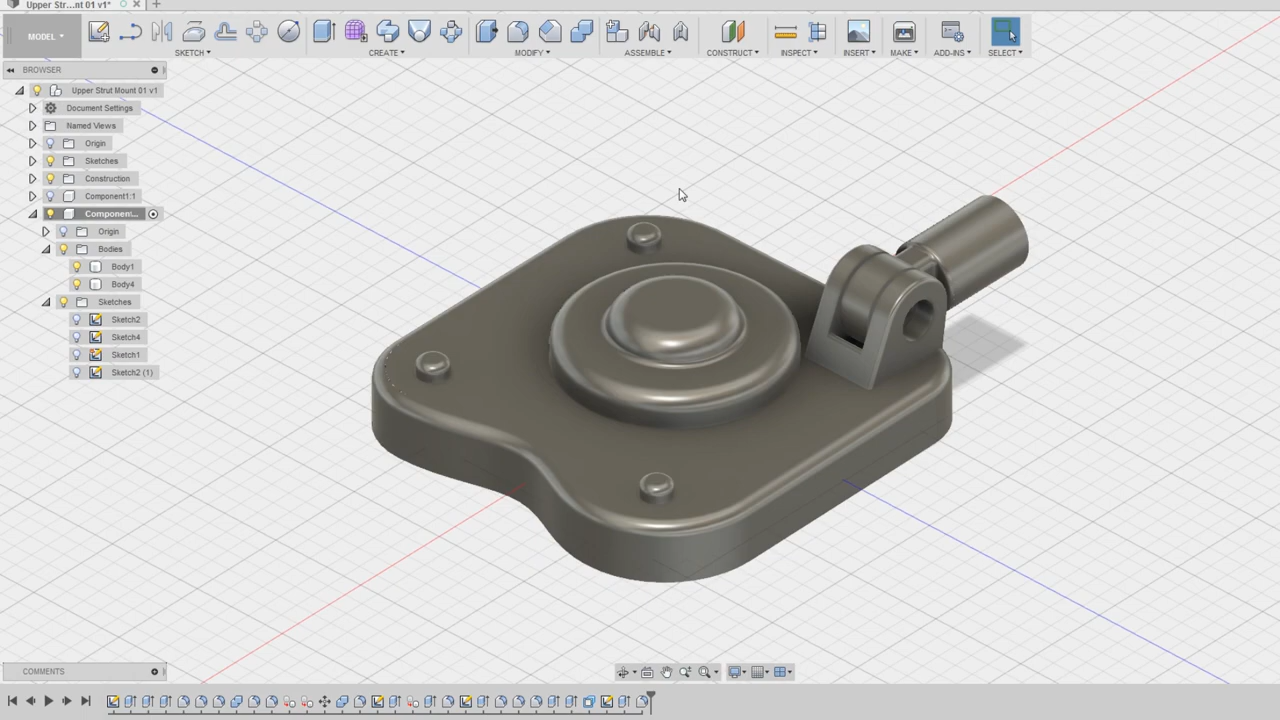 Upper Str...nt 01 v1*
MODEL
SKETCH
CREATE
MODIFY
ASSEMBLE
CONSTRUCT
INSPECT
INSERT
MAKE
ADD-INS
SELECT
BROWSER
Upper Strut Mount 01 v1
Document Settings
Named Views
Origin
Sketches
Construction
Component1:1
Componen...
Origin
Bodies
Body1
Body4
Sketches
Sketch2
Sketch4
Sketch1
Sketch2 (1)
COMMENTS